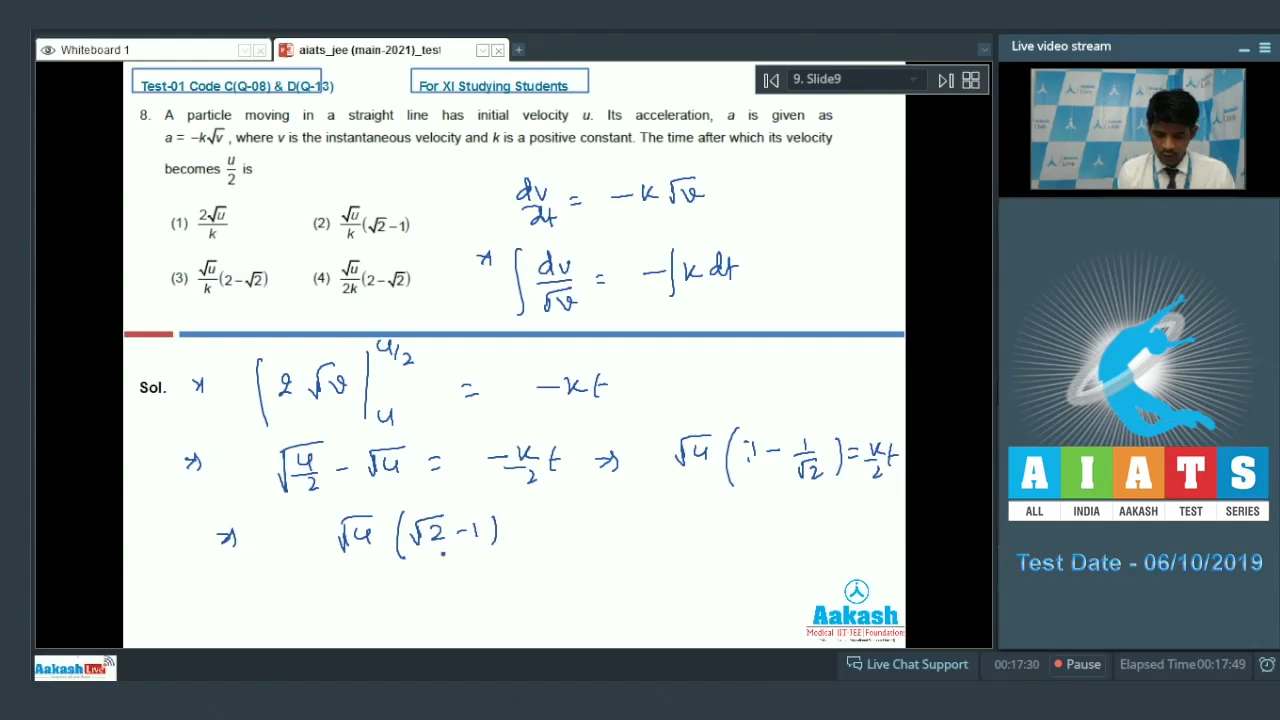 Whiteboard 1
aiats_jee (main-2021)_test
Live video stream
Test-01 Code C(Q-08) & D(Q-13)
For XI Studying Students
9. Slide9
8. A particle moving in a straight line has initial velocity u. Its acceleration, a is given as
a = –k√v , where v is the instantaneous velocity and k is a positive constant. The time after which its velocity
becomes u/2 is
(1) 2√u/k
(2) √u/k (√2 – 1)
(3) √u/k (2 – √2)
(4) √u/2k (2 – √2)
dv/dt = – k √v
∫ dv/√v = – ∫ k dt
Sol. [2 √v]_u^{u/2} = – k t
⇒ √(u/2) – √u = – k/2 t ⇒ √u (1 – 1/√2) = k/2 t
⇒ √u (√2 – 1)
AIATS
ALL INDIA AAKASH TEST SERIES
Test Date - 06/10/2019
Aakash
Medical IIT-JEE Foundations
Aakash Live
Live Chat Support
00:17:30
Pause
Elapsed Time 00:17:49